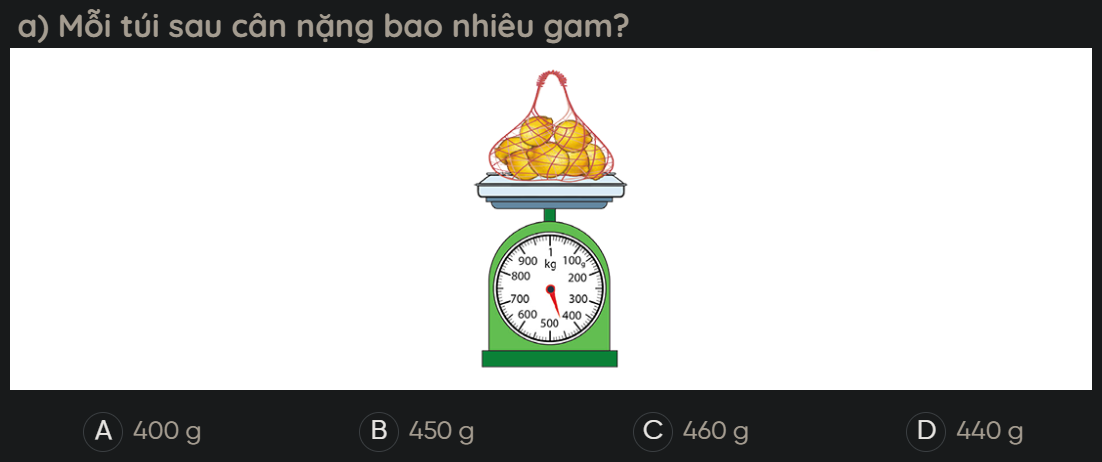 a) Mỗi túi sau cân nặng bao nhiêu gam?
1
kg
900 100g
800 200
700 300
600 400
500
A 400 g
B 450 g
C 460 g
D 440 g